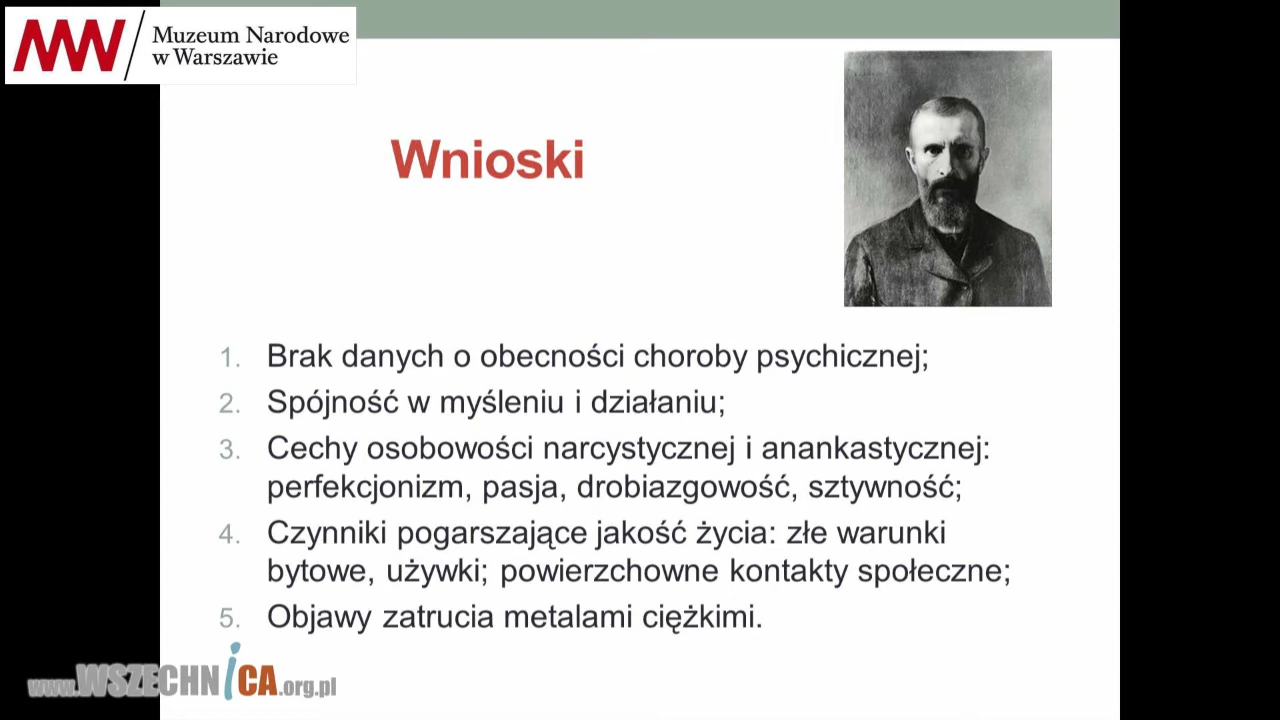 Muzeum Narodowe
w Warszawie
Wnioski
1. Brak danych o obecności choroby psychicznej;
2. Spójność w myśleniu i działaniu;
3. Cechy osobowości narcystycznej i anankastycznej:
perfekcjonizm, pasja, drobiazgowość, sztywność;
4. Czynniki pogarszające jakość życia: złe warunki
bytowe, używki; powierzchowne kontakty społeczne;
5. Objawy zatrucia metalami ciężkimi.
www.WSZECHNiCA.org.pl